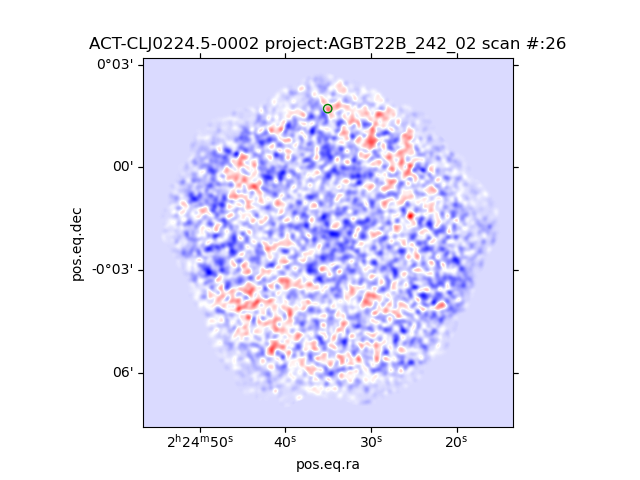 ACT-CLJ0224.5-0002 project:AGBT22B_242_02 scan #:26
0°03'
00'
-0°03'
06'
pos.eq.dec
2ʰ24ᵐ50ˢ 40ˢ 30ˢ 20ˢ
pos.eq.ra